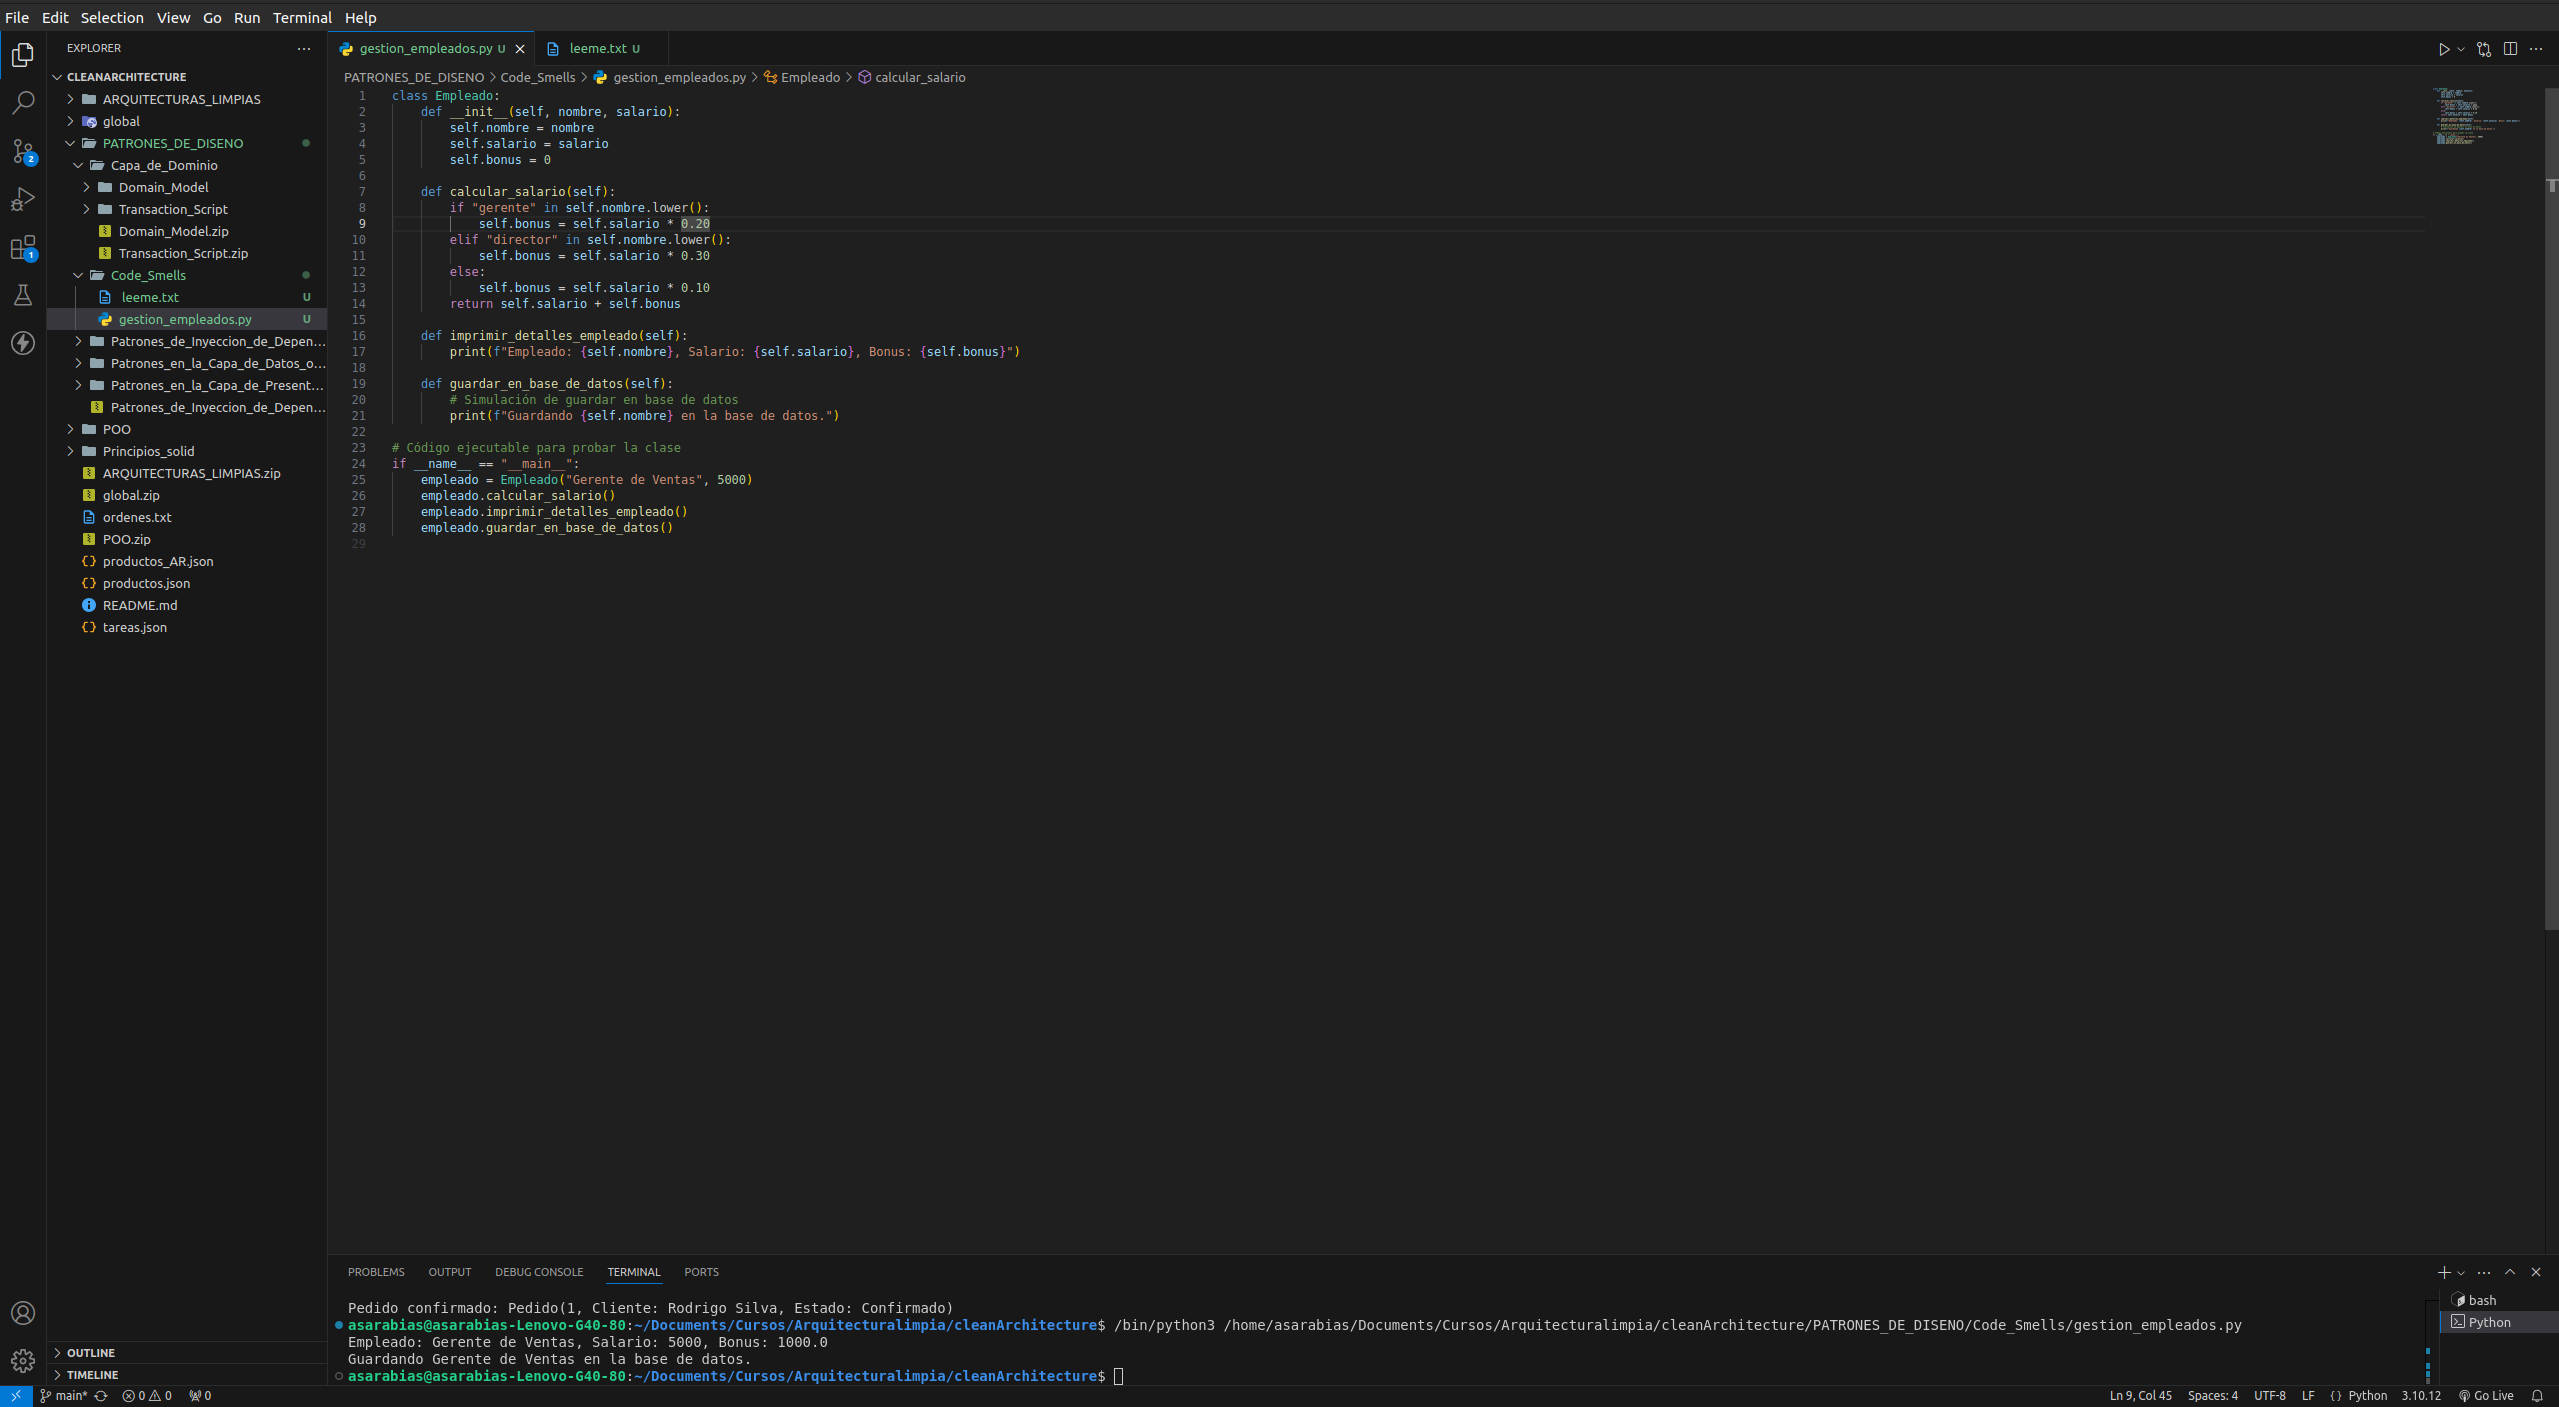 File Edit Selection View Go Run Terminal Help
EXPLORER
CLEANARCHITECTURE
ARQUITECTURAS_LIMPIAS
global
PATRONES_DE_DISENO
Capa_de_Dominio
Domain_Model
Transaction_Script
Domain_Model.zip
Transaction_Script.zip
Code_Smells
leeme.txt U
gestion_empleados.py U
Patrones_de_Inyeccion_de_Depen...
Patrones_en_la_Capa_de_Datos_o...
Patrones_en_la_Capa_de_Present...
Patrones_de_Inyeccion_de_Depen...
POO
Principios_solid
ARQUITECTURAS_LIMPIAS.zip
global.zip
ordenes.txt
POO.zip
productos_AR.json
productos.json
README.md
tareas.json
OUTLINE
TIMELINE
2
1
gestion_empleados.py U leeme.txt U
PATRONES_DE_DISENO > Code_Smells > gestion_empleados.py > Empleado > calcular_salario
1 class Empleado:
2     def __init__(self, nombre, salario):
3         self.nombre = nombre
4         self.salario = salario
5         self.bonus = 0
6
7     def calcular_salario(self):
8         if "gerente" in self.nombre.lower():
9             self.bonus = self.salario * 0.20
10         elif "director" in self.nombre.lower():
11             self.bonus = self.salario * 0.30
12         else:
13             self.bonus = self.salario * 0.10
14         return self.salario + self.bonus
15
16     def imprimir_detalles_empleado(self):
17         print(f"Empleado: {self.nombre}, Salario: {self.salario}, Bonus: {self.bonus}")
18
19     def guardar_en_base_de_datos(self):
20         # Simulación de guardar en base de datos
21         print(f"Guardando {self.nombre} en la base de datos.")
22
23 # Código ejecutable para probar la clase
24 if __name__ == "__main__":
25     empleado = Empleado("Gerente de Ventas", 5000)
26     empleado.calcular_salario()
27     empleado.imprimir_detalles_empleado()
28     empleado.guardar_en_base_de_datos()
29
PROBLEMS OUTPUT DEBUG CONSOLE TERMINAL PORTS
Pedido confirmado: Pedido(1, Cliente: Rodrigo Silva, Estado: Confirmado)
asarabias@asarabias-Lenovo-G40-80:~/Documents/Cursos/Arquitecturalimpia/cleanArchitecture$ /bin/python3 /home/asarabias/Documents/Cursos/Arquitecturalimpia/cleanArchitecture/PATRONES_DE_DISENO/Code_Smells/gestion_empleados.py
Empleado: Gerente de Ventas, Salario: 5000, Bonus: 1000.0
Guardando Gerente de Ventas en la base de datos.
asarabias@asarabias-Lenovo-G40-80:~/Documents/Cursos/Arquitecturalimpia/cleanArchitecture$
bash
Python
main* 0 0 0 Ln 9, Col 45 Spaces: 4 UTF-8 LF {} Python 3.10.12 Go Live